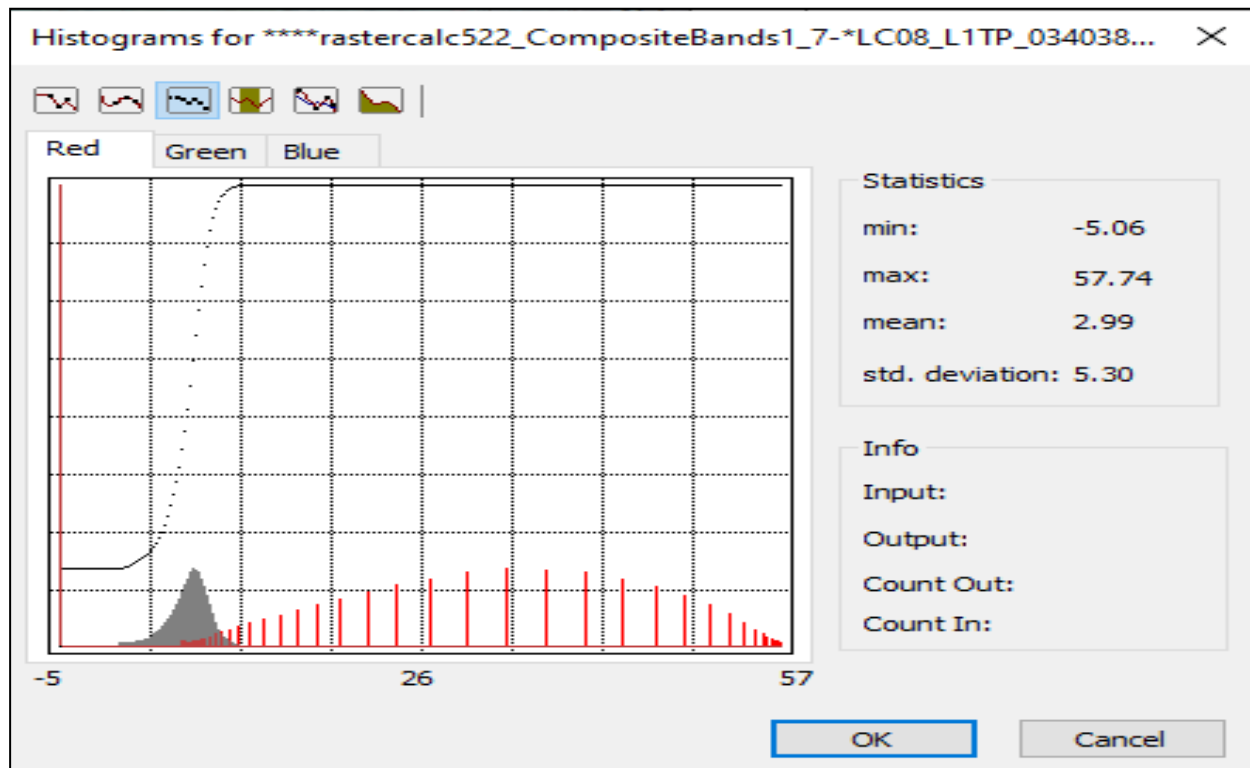 Histograms for ****rastercalc522_CompositeBands1_7-*LC08_L1TP_034038...
Red Green Blue
-5 26 57
Statistics
min: -5.06
max: 57.74
mean: 2.99
std. deviation: 5.30
Info
Input:
Output:
Count Out:
Count In:
OK Cancel